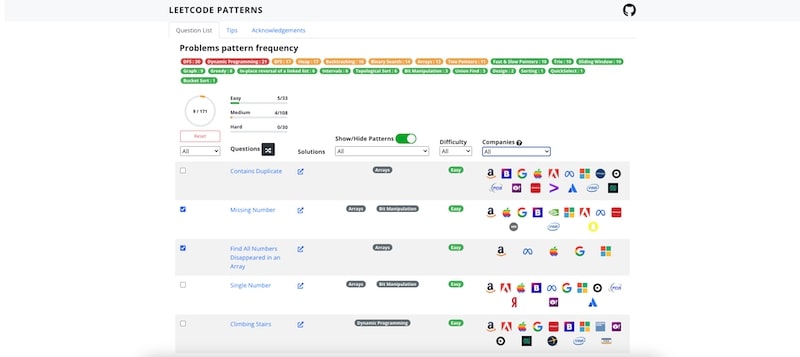 LEETCODE PATTERNS
Question List Tips Acknowledgements
Problems pattern frequency
DFS : 30 Dynamic Programming : 21 BFS : 17 Heap : 17 Backtracking : 16 Binary Search : 14 Arrays : 13 Two Pointers : 11 Fast & Slow Pointers : 10 Trie : 10 Sliding Window : 10
Graph : 9 Greedy : 8 In-place reversal of a linked list : 6 Intervals : 6 Topological Sort : 6 Bit Manipulation : 3 Union Find : 3 Design : 2 Sorting : 1 QuickSelect : 1
Bucket Sort : 1
9 / 171
Easy 5/33
Medium 4/108
Hard 0/30
Reset
All
Questions
Solutions
Show/Hide Patterns
All
Difficulty
All
Companies
All
Contains Duplicate Arrays Easy
Missing Number Arrays Bit Manipulation Easy
Find All Numbers
Disappeared in an
Array
Arrays Easy
Single Number Arrays Bit Manipulation Easy
Climbing Stairs Dynamic Programming Easy